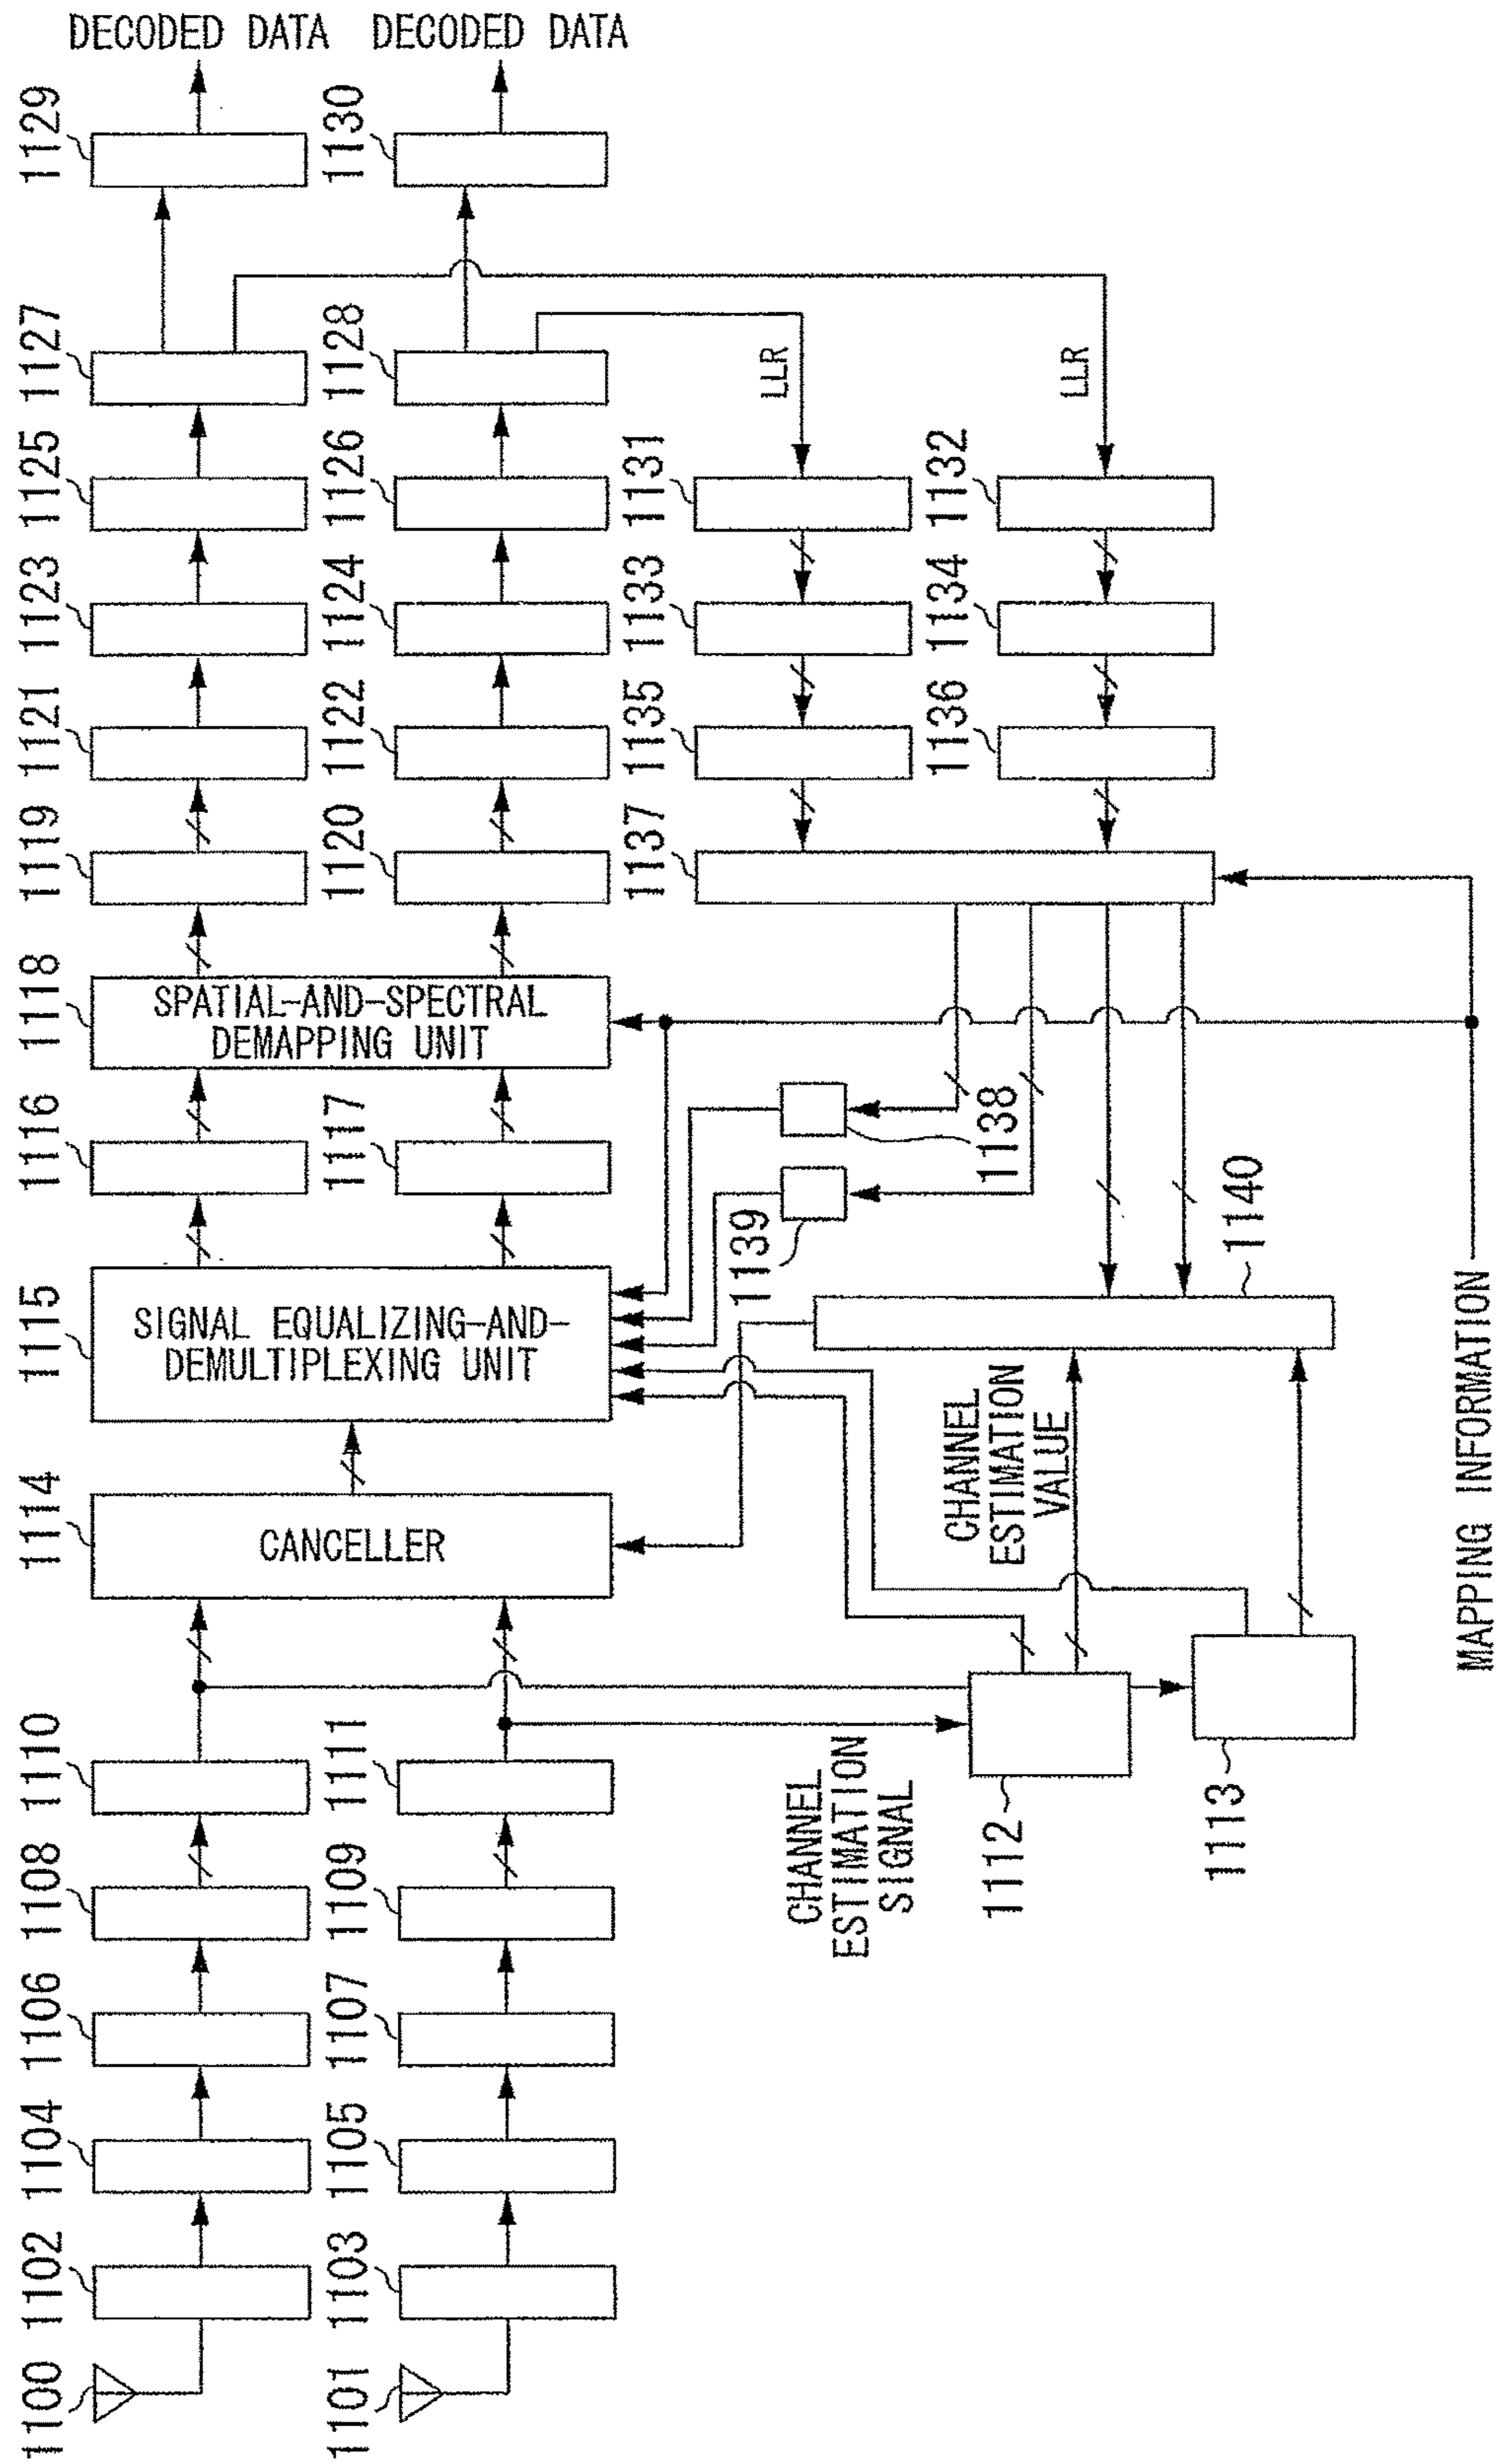 DECODED DATA
DECODED DATA
1129
1130
1127
1128
LLR
LLR
1125
1126
1131
1132
1123
1124
1133
1134
1121
1122
1135
1136
1119
1120
1137
1118
SPATIAL-AND-SPECTRAL
DEMAPPING UNIT
1116
1117
1138
1139
1140
1115
SIGNAL EQUALIZING-AND-
DEMULTIPLEXING UNIT
MAPPING INFORMATION
CHANNEL
ESTIMATION
VALUE
1114
CANCELLER
1110
1111
CHANNEL
ESTIMATION
SIGNAL
1112
1113
1108
1109
1106
1107
1104
1105
1102
1103
1100
1101